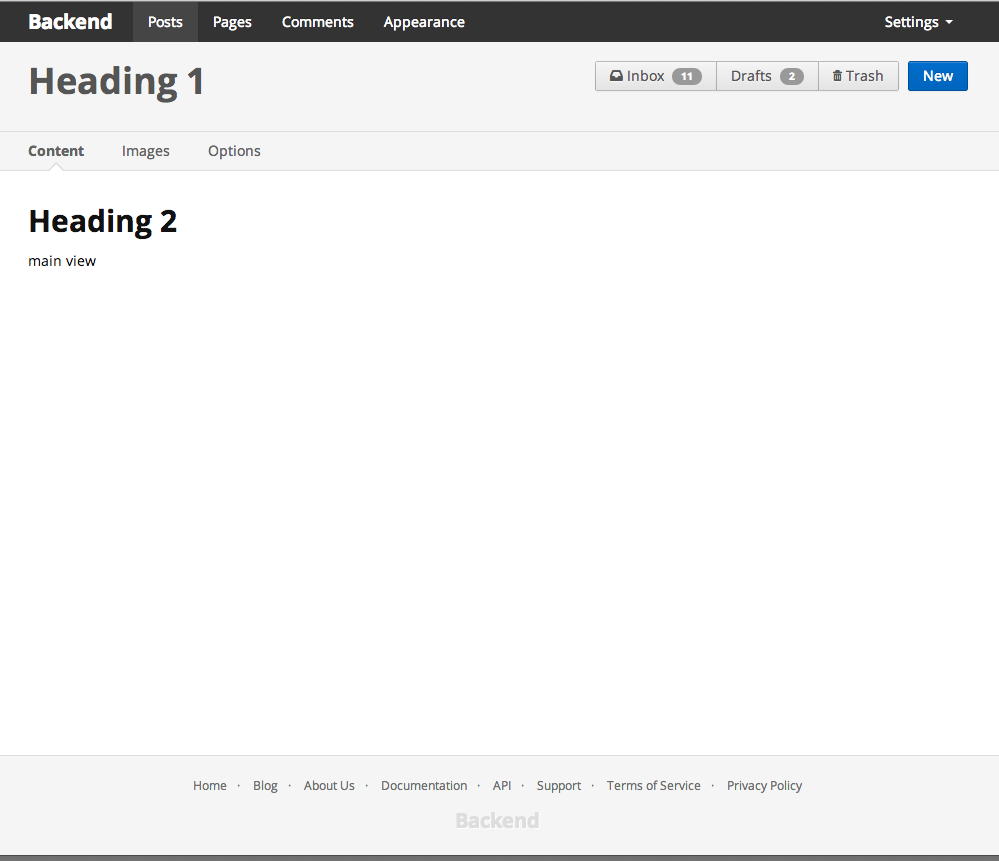 Backend Posts Pages Comments Appearance Settings
Heading 1 Inbox 11 Drafts 2 Trash New
Content Images Options
Heading 2
main view
Home · Blog · About Us · Documentation · API · Support · Terms of Service · Privacy Policy
Backend